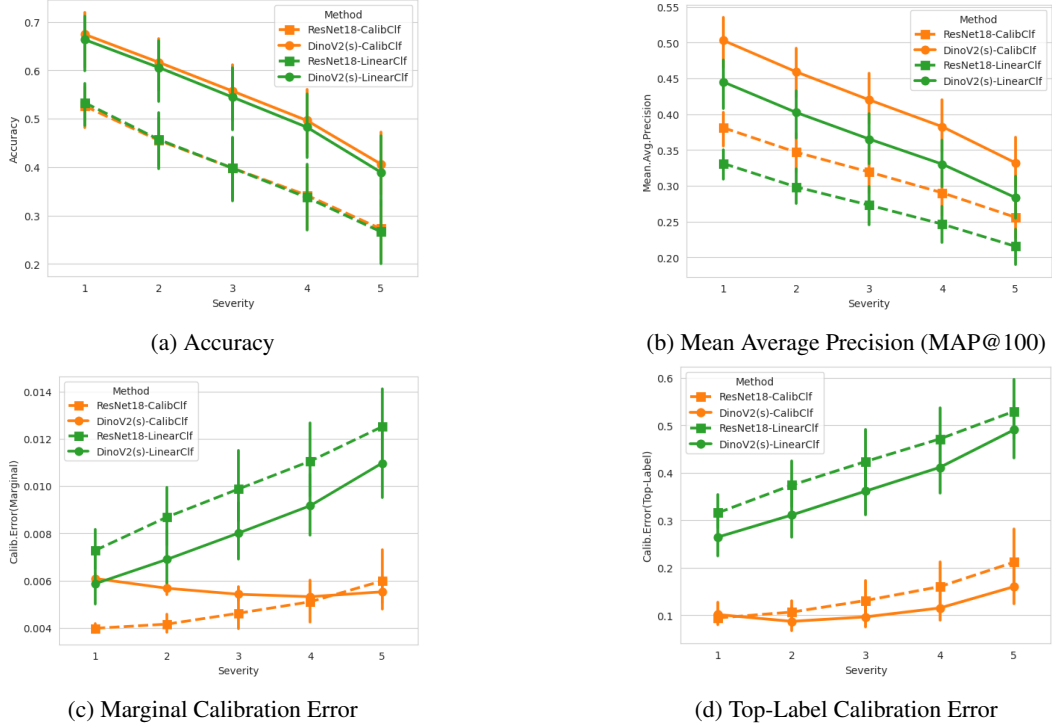 0.7
0.6
0.5
0.4
0.3
0.2
Accuracy
Method
ResNet18-CalibClf
DinoV2(s)-CalibClf
ResNet18-LinearClf
DinoV2(s)-LinearClf
1 2 3 4 5
Severity
(a) Accuracy
0.55
0.50
0.45
0.40
0.35
0.30
0.25
0.20
Mean.Avg.Precision
Method
ResNet18-CalibClf
DinoV2(s)-CalibClf
ResNet18-LinearClf
DinoV2(s)-LinearClf
1 2 3 4 5
Severity
(b) Mean Average Precision (MAP@100)
0.014
0.012
0.010
0.008
0.006
0.004
Calib.Error(Marginal)
Method
ResNet18-CalibClf
DinoV2(s)-CalibClf
ResNet18-LinearClf
DinoV2(s)-LinearClf
1 2 3 4 5
Severity
(c) Marginal Calibration Error
0.6
0.5
0.4
0.3
0.2
0.1
Calib.Error(Top-Label)
Method
ResNet18-CalibClf
DinoV2(s)-CalibClf
ResNet18-LinearClf
DinoV2(s)-LinearClf
1 2 3 4 5
Severity
(d) Top-Label Calibration Error